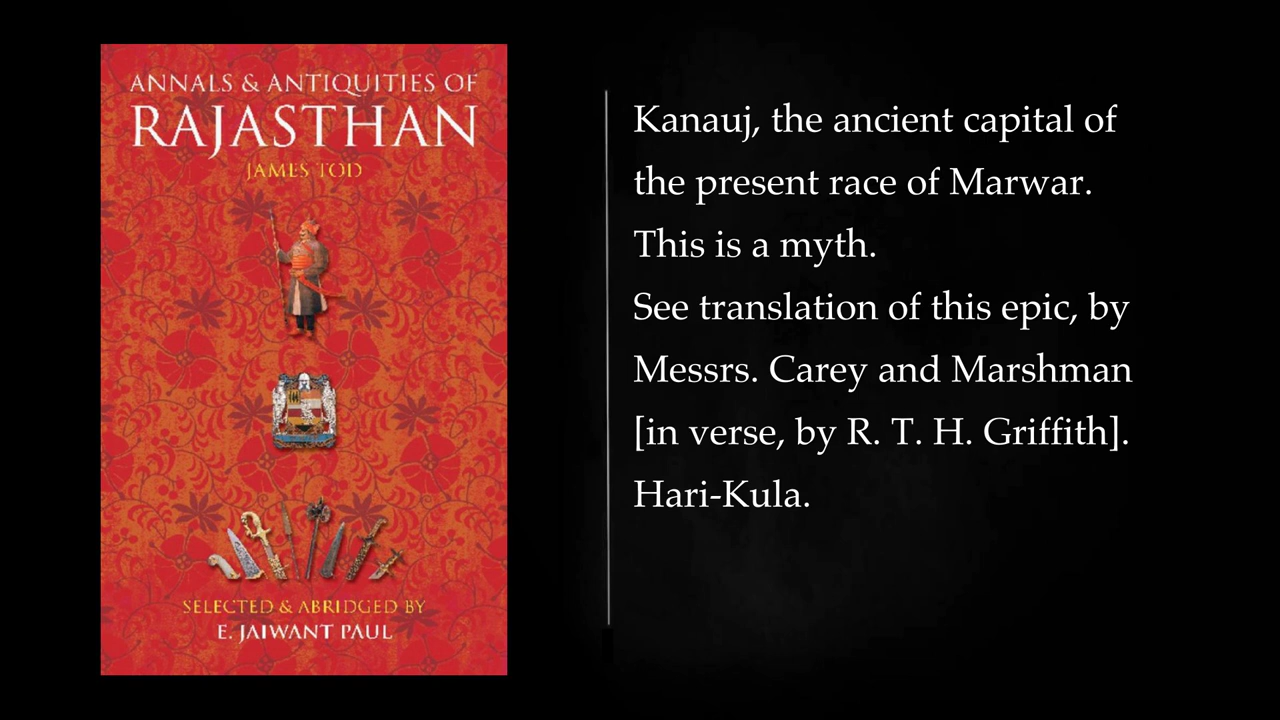 ANNALS & ANTIQUITIES OF
RAJASTHAN
JAMES TOD
SELECTED & ABRIDGED BY
E. JAIWANT PAUL
Kanauj, the ancient capital of
the present race of Marwar.
This is a myth.
See translation of this epic, by
Messrs. Carey and Marshman
[in verse, by R. T. H. Griffith].
Hari-Kula.